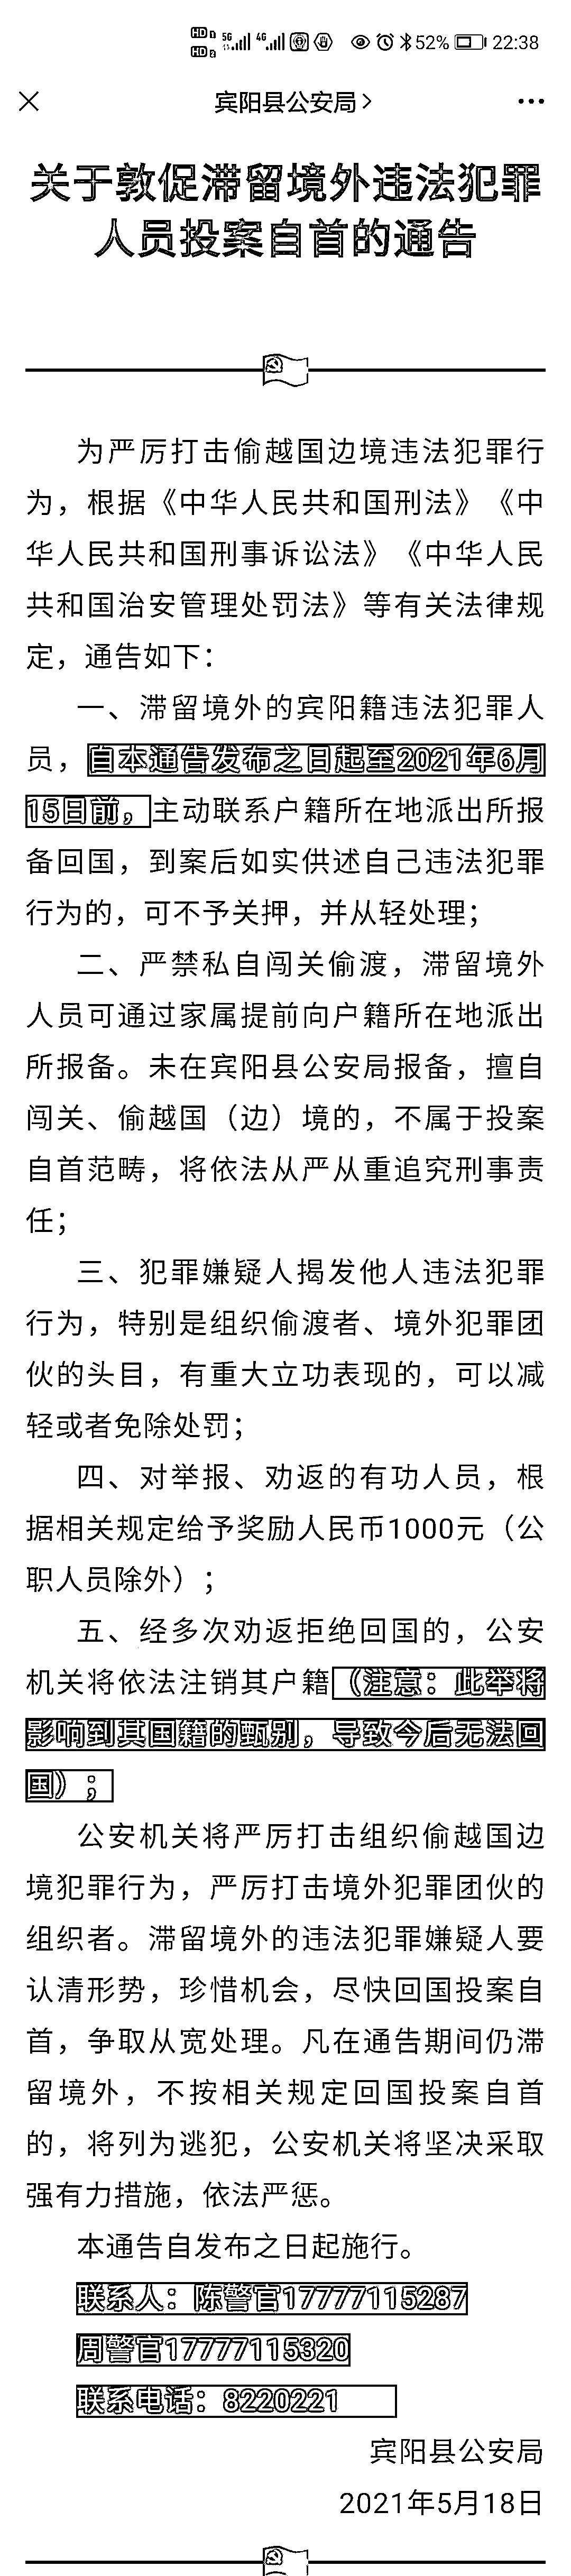 HD1 5G 4G 52% 22:38
HD2
宾阳县公安局
关于敦促滞留境外违法犯罪
人员投案自首的通告
为严厉打击偷越国边境违法犯罪行
为，根据《中华人民共和国刑法》《中
华人民共和国刑事诉讼法》《中华人民
共和国治安管理处罚法》等有关法律规
定，通告如下：
一、滞留境外的宾阳籍违法犯罪人
员，自本通告发布之日起至2021年6月
15日前，主动联系户籍所在地派出所报
备回国，到案后如实供述自己违法犯罪
行为的，可不予关押，并从轻处理；
二、严禁私自闯关偷渡，滞留境外
人员可通过家属提前向户籍所在地派出
所报备。未在宾阳县公安局报备，擅自
闯关、偷越国（边）境的，不属于投案
自首范畴，将依法从严从重追究刑事责
任；
三、犯罪嫌疑人揭发他人违法犯罪
行为，特别是组织偷渡者、境外犯罪团
伙的头目，有重大立功表现的，可以减
轻或者免除处罚；
四、对举报、劝返的有功人员，根
据相关规定给予奖励人民币1000元（公
职人员除外）；
五、经多次劝返拒绝回国的，公安
机关将依法注销其户籍（注意：此举将
影响到其国籍的甄别，导致今后无法回
国）；
公安机关将严厉打击组织偷越国边
境犯罪行为，严厉打击境外犯罪团伙的
组织者。滞留境外的违法犯罪嫌疑人要
认清形势，珍惜机会，尽快回国投案自
首，争取从宽处理。凡在通告期间仍滞
留境外，不按相关规定回国投案自首
的，将列为逃犯，公安机关将坚决采取
强有力措施，依法严惩。
本通告自发布之日起施行。
联系人：陈警官17777115287
周警官17777115320
联系电话：8220221
宾阳县公安局
2021年5月18日